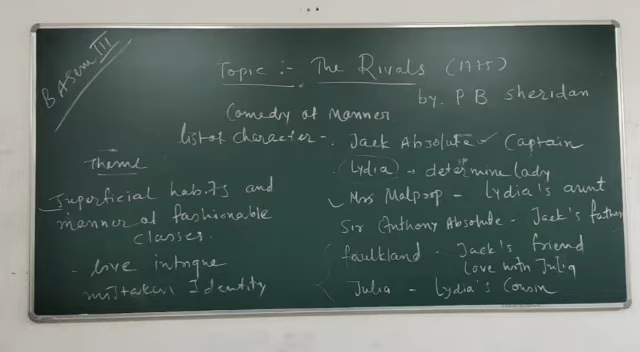 BA Sem III
Topic :- The Rivals (1775)
by. P B Sheridan
Comedy of Manner
list of character - . Jack Absolute - Captain
. Lydia - determine lady
Mrs Malprop - Lydia's aunt
Sir Anthony Absolute - Jack's father
faulkland - Jack's friend
love with Julia
Julia - Lydia's Cousin
Theme
Superficial habits and
manner of fashionable
classes.
- love intrigue
mistaken Identity